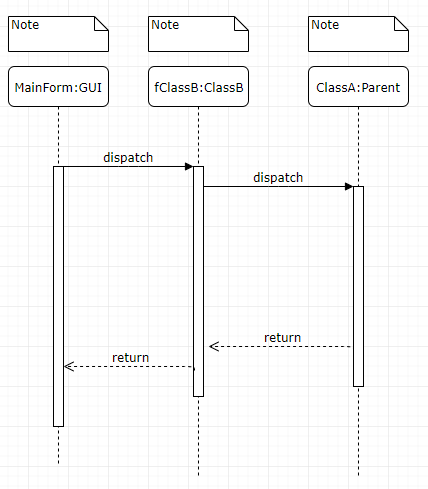 Note
Note
Note
MainForm:GUI
fClassB:ClassB
ClassA:Parent
dispatch
dispatch
return
return